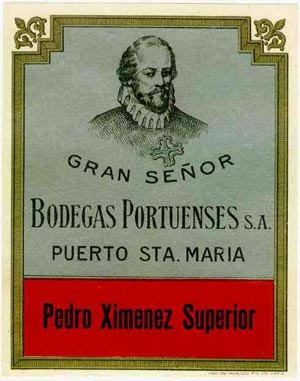 GRAN SEÑOR
BODEGAS PORTUENSES S.A.
PUERTO STA. MARIA
Pedro Ximenez Superior